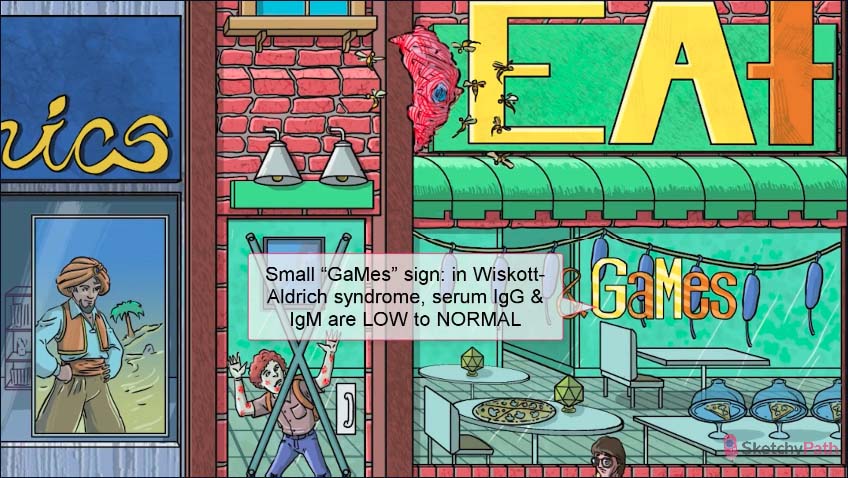 nics
EAt
& GaMes
Small “GaMes” sign: in Wiskott-
Aldrich syndrome, serum IgG &
IgM are LOW to NORMAL
SketchyPath